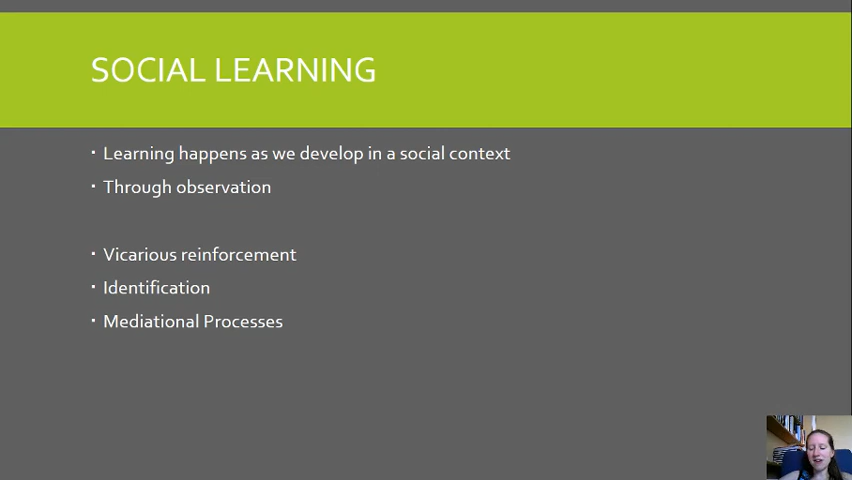 SOCIAL LEARNING
▪ Learning happens as we develop in a social context
▪ Through observation
▪ Vicarious reinforcement
▪ Identification
▪ Mediational Processes